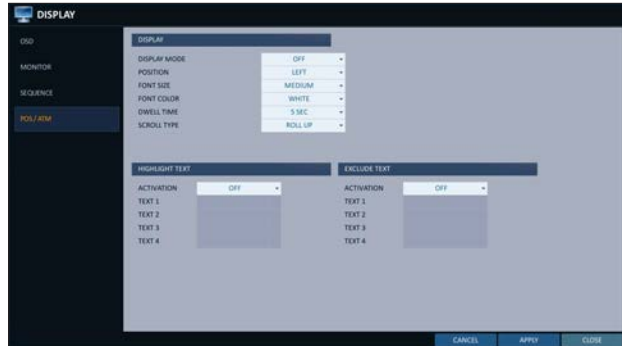 DISPLAY
OSD
MONITOR
SEQUENCE
POS / ATM
DISPLAY
DISPLAY MODE OFF
POSITION LEFT
FONT SIZE MEDIUM
FONT COLOR WHITE
DWELL TIME 5 SEC
SCROLL TYPE ROLL UP
HIGHLIGHT TEXT
ACTIVATION OFF
TEXT 1
TEXT 2
TEXT 3
TEXT 4
EXCLUDE TEXT
ACTIVATION OFF
TEXT 1
TEXT 2
TEXT 3
TEXT 4
CANCEL APPLY CLOSE